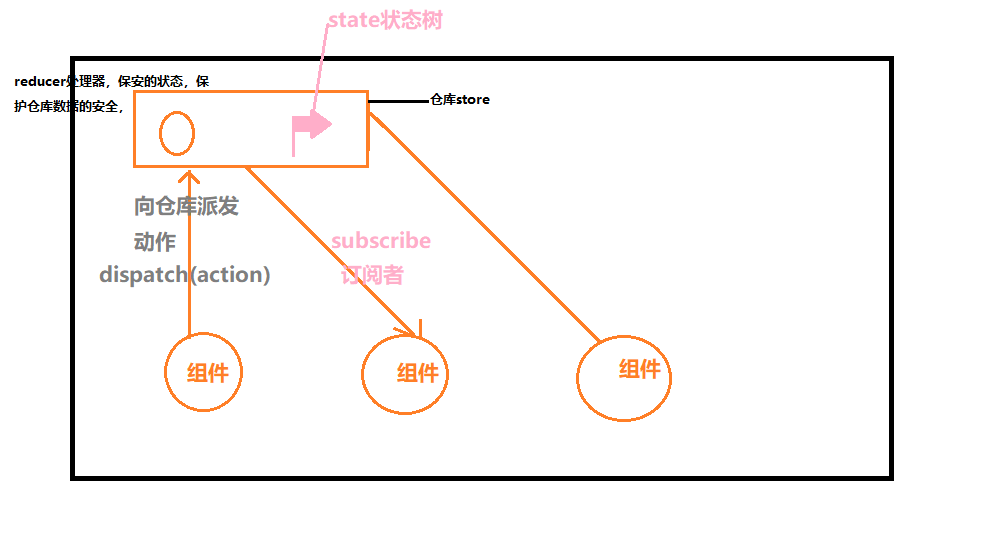 state状态树
reducer处理器，保安的状态，保
护仓库数据的安全，
仓库store
向仓库派发
动作
dispatch(action)
subscribe
订阅者
组件
组件
组件